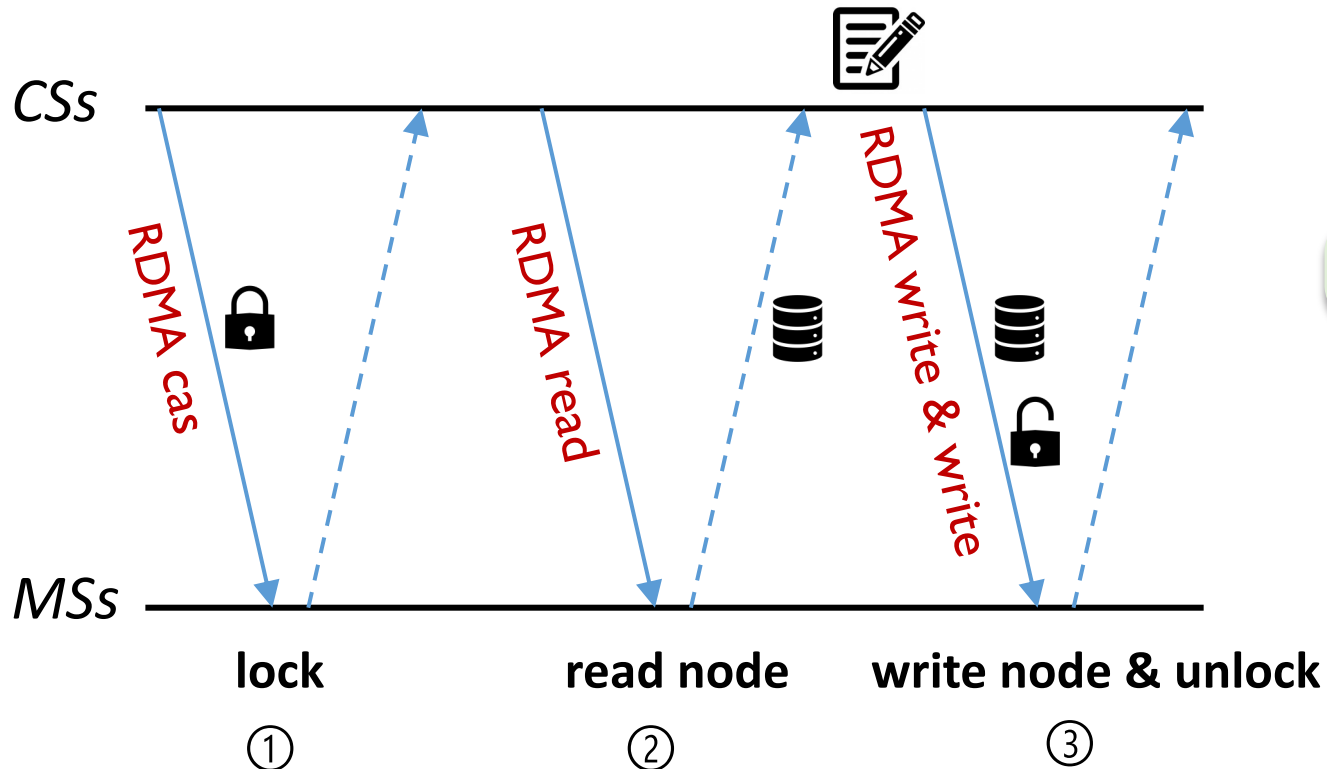 CSs
RDMA cas
RDMA read
RDMA write & write
MSs
lock
read node
write node & unlock
①
②
③